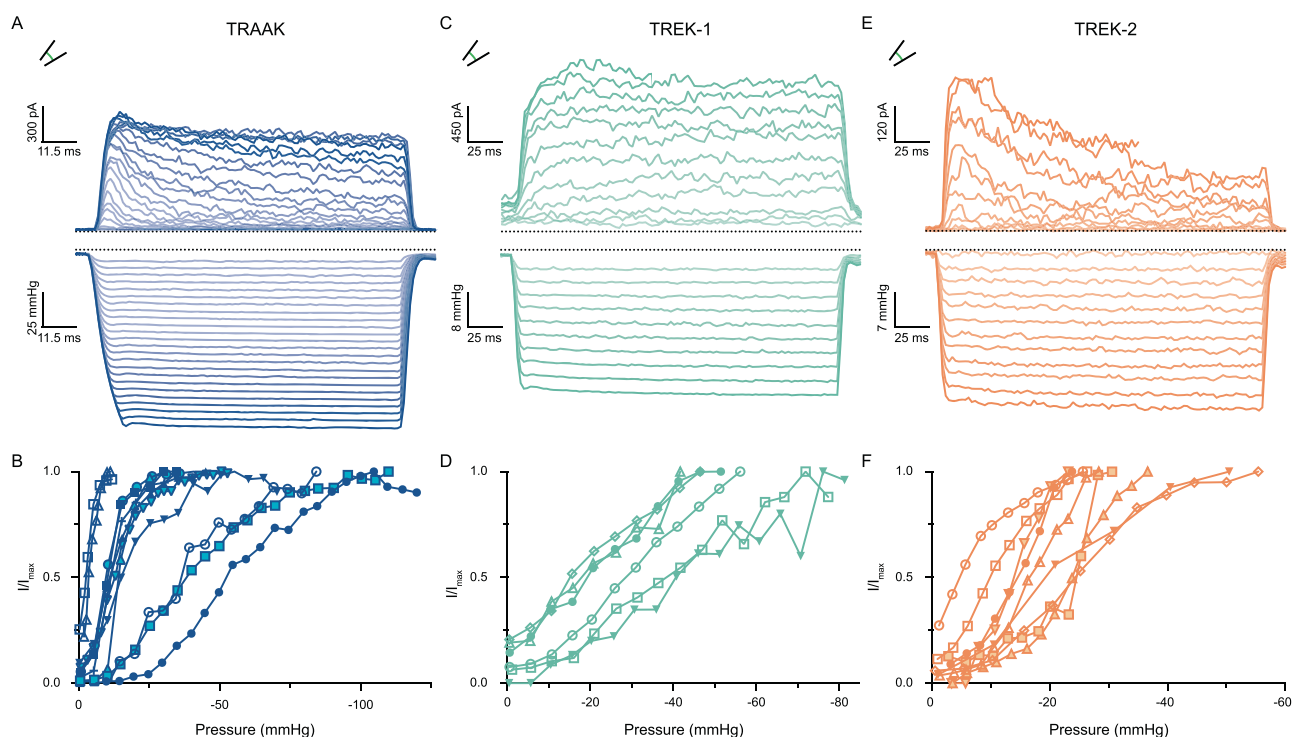 A
TRAAK
300 pA
11.5 ms
25 mmHg
11.5 ms
C
TREK-1
450 pA
25 ms
8 mmHg
25 ms
E
TREK-2
120 pA
25 ms
7 mmHg
25 ms
B
1.0
0.5
0.0
I/Imax
0
-50
-100
Pressure (mmHg)
D
1.0
0.5
0.0
I/Imax
0
-20
-40
-60
-80
Pressure (mmHg)
F
1.0
0.5
0.0
I/Imax
0
-20
-40
-60
Pressure (mmHg)